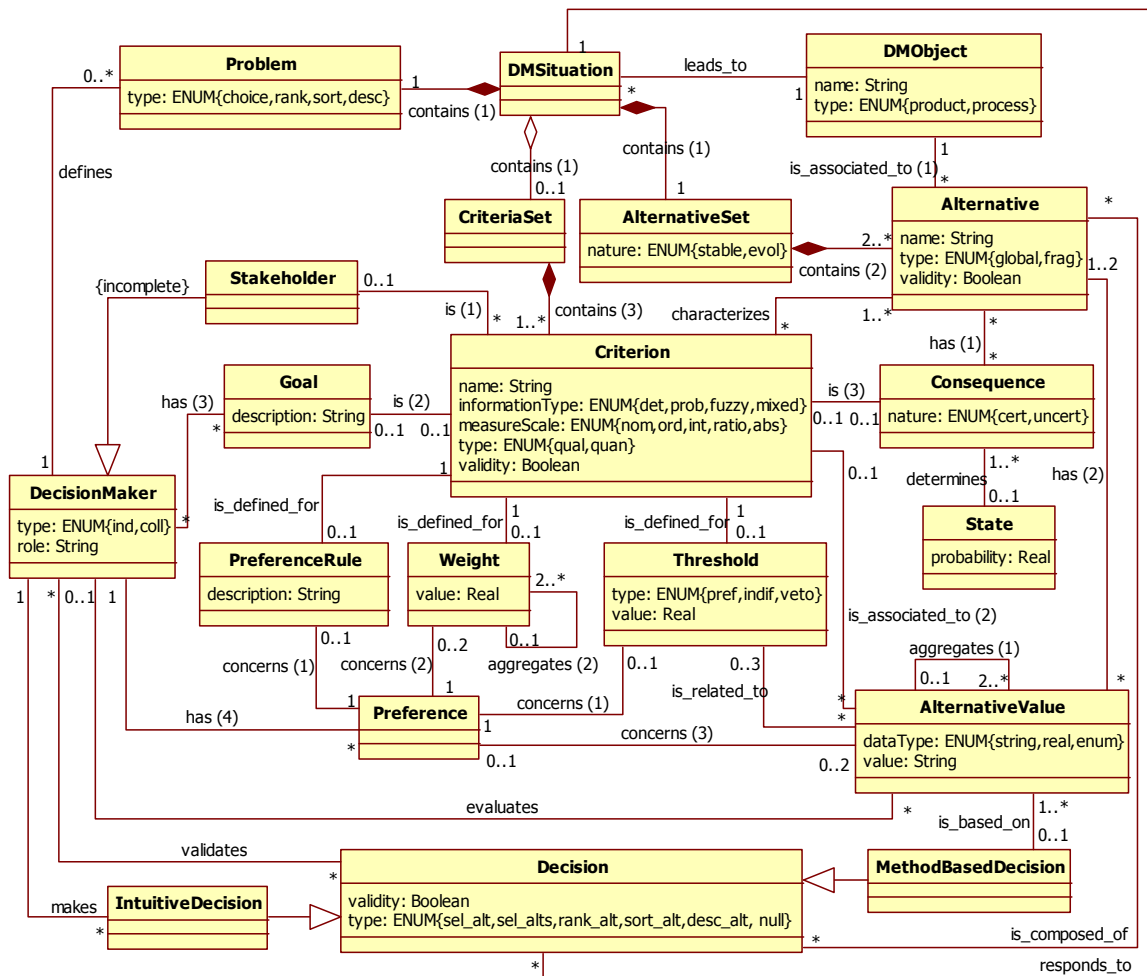 Problem
type: ENUM{choice,rank,sort,desc}
DMSituation
DMObject
name: String
type: ENUM{product,process}
0..*
1
contains (1)
1
*
leads_to
1
contains (1)
0..1
contains (1)
1
1
is_associated_to (1)
*
defines
CriteriaSet
AlternativeSet
nature: ENUM{stable,evol}
Alternative
name: String
type: ENUM{global,frag}
validity: Boolean
*
2..*
contains (2)
1..2
{incomplete}
Stakeholder
0..1
is (1)
*
1..*
contains (3)
characterizes
*
1..*
*
has (1)
*
Criterion
name: String
informationType: ENUM{det,prob,fuzzy,mixed}
measureScale: ENUM{nom,ord,int,ratio,abs}
type: ENUM{qual,quan}
validity: Boolean
Goal
description: String
has (3)
*
is (2)
0..1
0..1
is (3)
0..1
0..1
Consequence
nature: ENUM{cert,uncert}
1
*
DecisionMaker
type: ENUM{ind,coll}
role: String
1
is_defined_for
0..1
1
is_defined_for
0..1
1
is_defined_for
0..1
0..1
1..*
determines
0..1
has (2)
State
probability: Real
PreferenceRule
description: String
Weight
value: Real
2..*
0..1
aggregates (2)
Threshold
type: ENUM{pref,indif,veto}
value: Real
1
*
0..1
1
0..1
concerns (1)
1
0..2
concerns (2)
1
0..1
concerns (1)
1
0..3
is_related_to
*
is_associated_to (2)
*
aggregates (1)
0..1
2..*
*
has (4)
*
Preference
0..1
concerns (3)
0..2
AlternativeValue
dataType: ENUM{string,real,enum}
value: String
evaluates
*
1..*
is_based_on
0..1
validates
*
Decision
validity: Boolean
type: ENUM{sel_alt,sel_alts,rank_alt,sort_alt,desc_alt, null}
MethodBasedDecision
makes
*
IntuitiveDecision
*
is_composed_of
*
responds_to